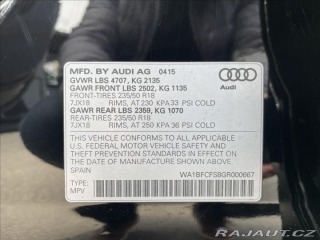 MFD. BY AUDI AG 04/15
GVWR LBS 4707, KG 2135
GAWR FRONT LBS 2502, KG 1135
FRONT-TIRES 235/50 R18
7JX18 RIMS, AT 230 KPA 33 PSI COLD
GAWR REAR LBS 2359, KG 1070
REAR-TIRES 235/50 R18
7JX18 RIMS, AT 250 KPA 36 PSI COLD
Audi
THIS VEHICLE CONFORMS TO ALL APPLICABLE
U.S. FEDERAL MOTOR VEHICLE SAFETY
AND THEFT PREVENTION STANDARDS IN EFFECT ON
THE DATE OF MANUFACTURE SHOWN ABOVE
SPAIN
WA1BFCFS8GR000667
TYPE:
MPV
RAJAUT.CZ